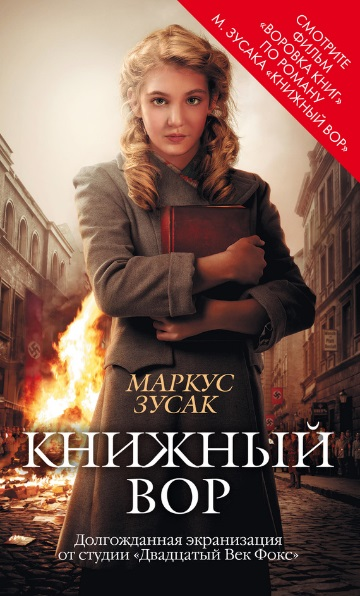 СМОТРИТЕ
ФИЛЬМ
«ВОРОВКА КНИГ»
ПО РОМАНУ
М. ЗУСАКА «КНИЖНЫЙ ВОР»
МАРКУС
ЗУСАК
КНИЖНЫЙ
ВОР
Долгожданная экранизация
от студии «Двадцатый Век Фокс»